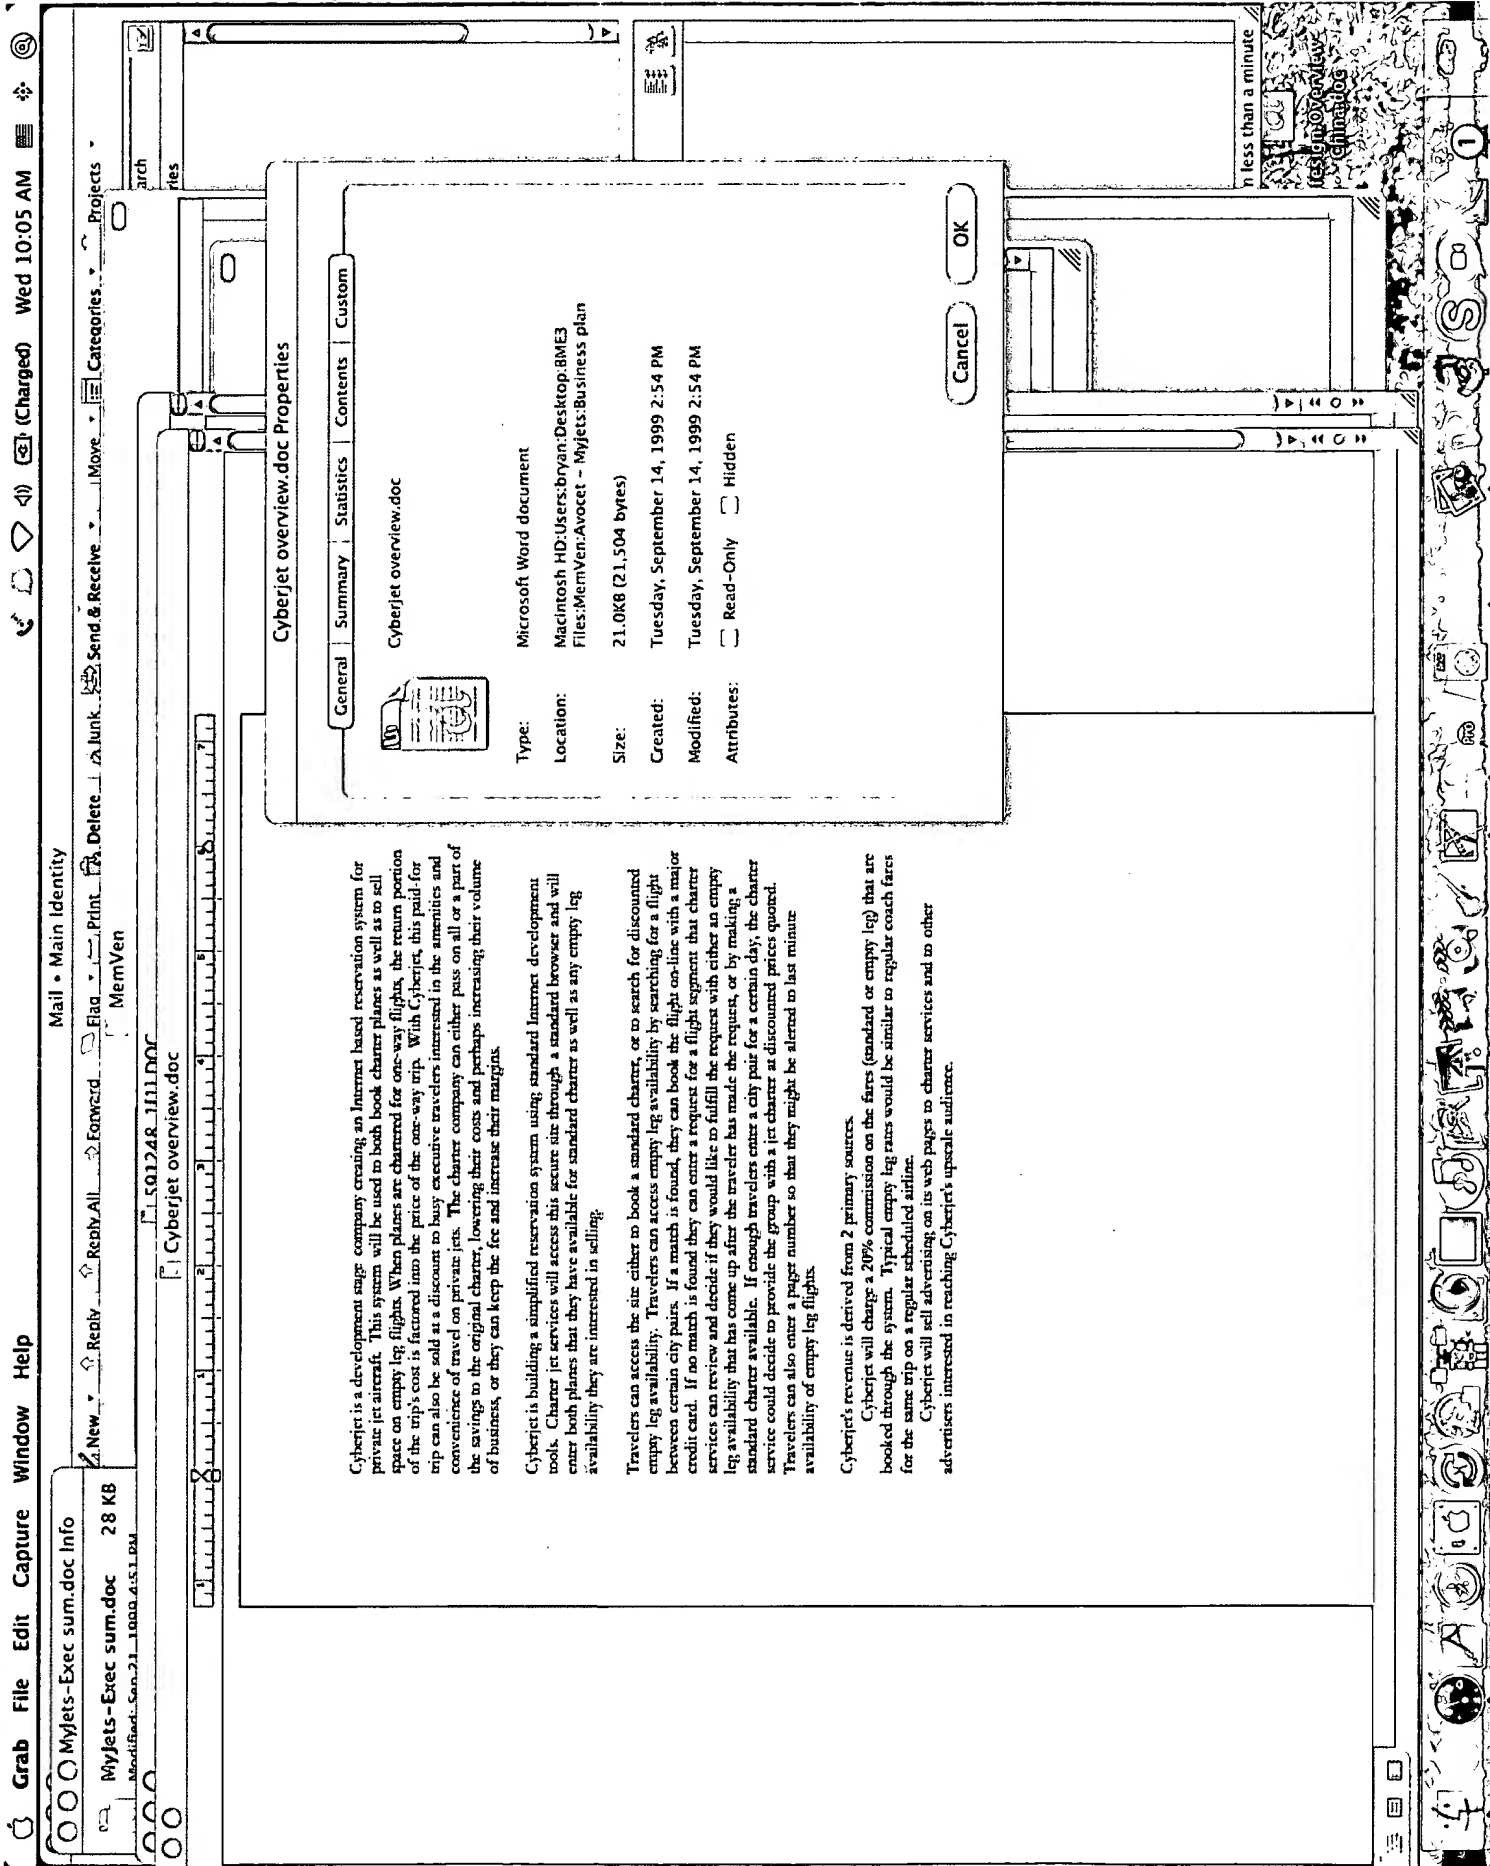 Grab File Edit Capture Window Help (Charged) Wed 10:05 AM
Mail • Main Identity
MyJets-Exec sum.doc Info
New Reply Reply All Forward Flag Print Delete Junk Send & Receive Move Categories Projects
MyJets-Exec sum.doc 28 KB
MemVen
Modified: Sep 21, 1999 4:51 PM
arch
ries
Cyberjet overview.doc
Cyberjet is a development stage company creating an Internet based reservation system for
private jet aircraft. This system will be used to both book charter planes as well as to sell
space on empty leg flights. When planes are chartered for one-way flights, the return portion
of the trip's cost is factored into the price of the one-way trip. With Cyberjet, this paid-for
trip can also be sold at a discount to busy executive travelers interested in the amenities and
convenience of travel on private jets. The charter company can either pass on all or a part of
the savings to the original charter, lowering their costs and perhaps increasing their volume
of business, or they can keep the fee and increase their margins.
Cyberjet is building a simplified reservation system using standard Internet development
tools. Charter jet services will access this secure site through a standard browser and will
enter both planes that they have available for standard charter as well as any empty leg
availability they are interested in selling.
Travelers can access the site either to book a standard charter, or to search for discounted
empty leg availability. Travelers can access empty leg availability by searching for a flight
between certain city pairs. If a match is found, they can book the flight on-line with a major
credit card. If no match is found they can enter a request for a flight segment that charter
services can review and decide if they would like to fulfill the request with either an empty
leg availability that has come up after the traveler has made the request, or by making a
standard charter available. If enough travelers enter a city pair for a certain day, the charter
service could decide to provide the group with a jet charter at discounted prices quoted.
Travelers can also enter a pager number so that they might be alerted to last minute
availability of empty leg flights.
Cyberjet's revenue is derived from 2 primary sources.
Cyberjet will charge a 20% commission on the fares (standard or empty leg) that are
booked through the system. Typical empty leg rates would be similar to regular coach fares
for the same trip on a regular scheduled airline.
Cyberjet will sell advertising on its web pages to charter services and to other
advertisers interested in reaching Cyberjet's upscale audience.
Cyberjet overview.doc Properties
General Summary Statistics Contents Custom
Cyberjet overview.doc
Type: Microsoft Word document
Location: Macintosh HD:Users:bryan:Desktop:BME3
Files:MemVen:Avocet - Myjets:Business plan
Size: 21.0KB (21,504 bytes)
Created: Tuesday, September 14, 1999 2:54 PM
Modified: Tuesday, September 14, 1999 2:54 PM
Attributes: Read-Only Hidden
Cancel OK
n less than a minute
design Overview
China.doc
1